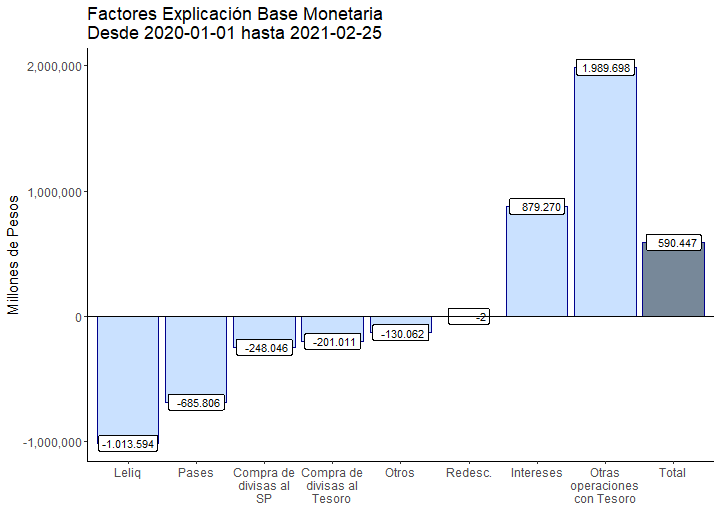 Factores Explicación Base Monetaria
Desde 2020-01-01 hasta 2021-02-25
Millones de Pesos
2,000,000
1,000,000
0
-1,000,000
-1.013.594
-685.806
-248.046
-201.011
-130.062
-2
879.270
1.989.698
590.447
Leliq
Pases
Compra de
divisas al
SP
Compra de
divisas al
Tesoro
Otros
Redesc.
Intereses
Otras
operaciones
con Tesoro
Total